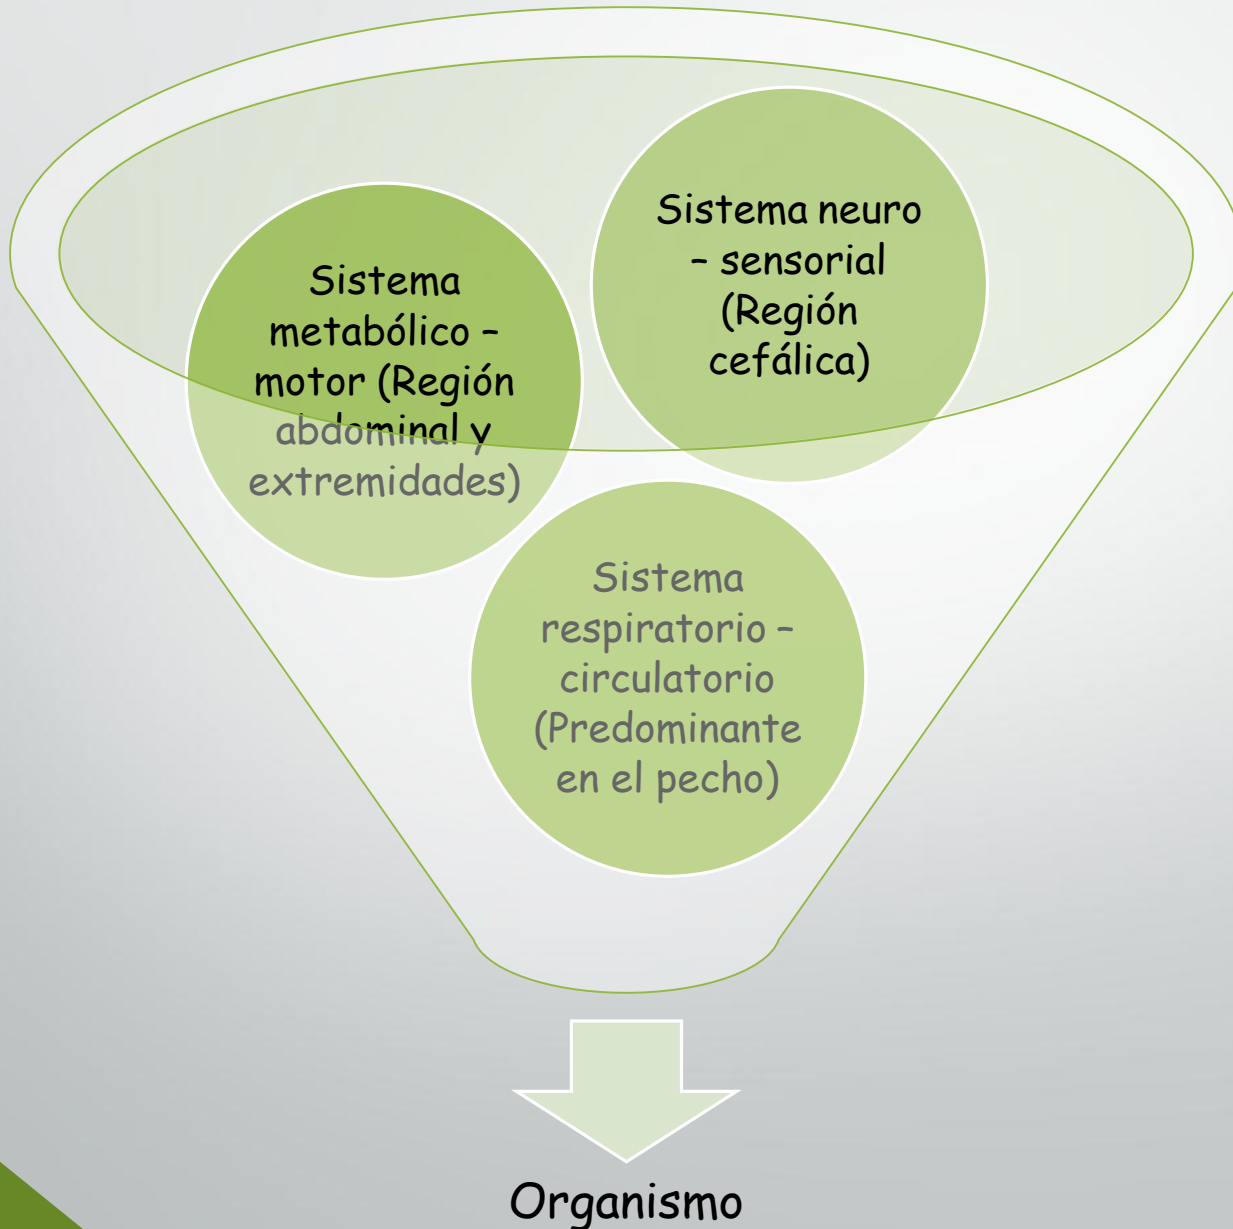 Sistema
metabólico –
motor (Región
abdominal y
extremidades)
Sistema neuro
– sensorial
(Región
cefálica)
Sistema
respiratorio –
circulatorio
(Predominante
en el pecho)
Organismo